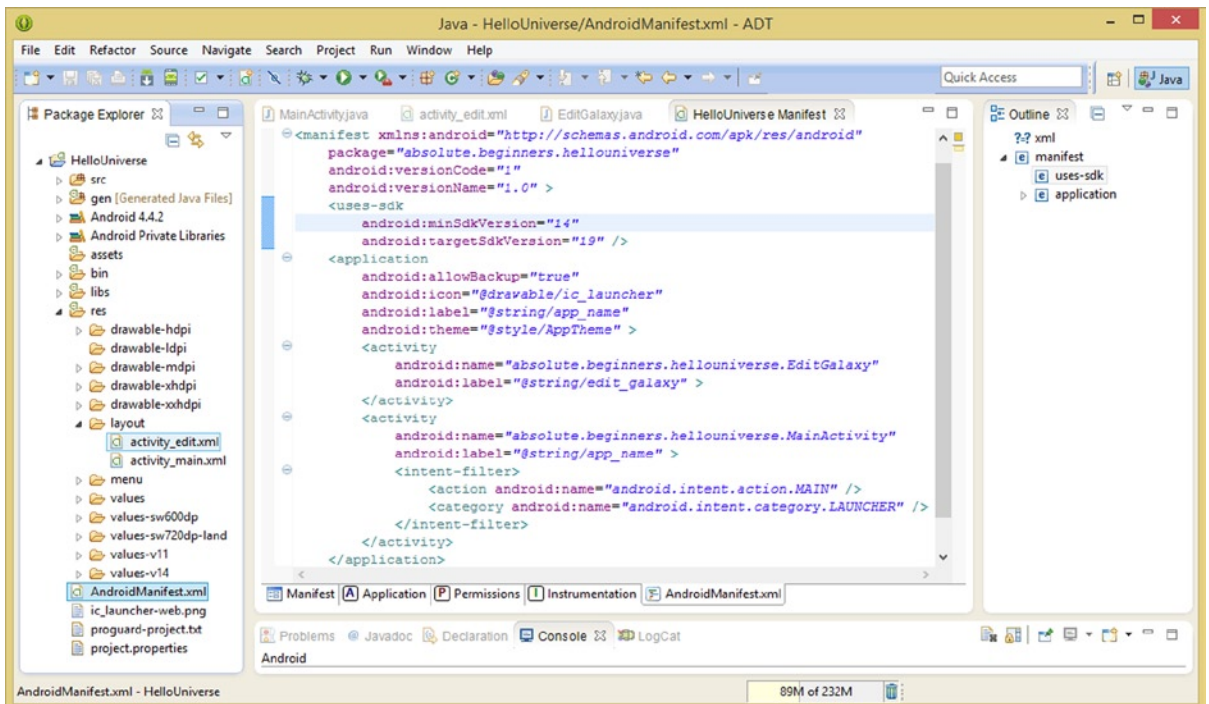 Java - HelloUniverse/AndroidManifest.xml - ADT
File Edit Refactor Source Navigate Search Project Run Window Help
Quick Access
Java
Package Explorer
HelloUniverse
src
gen [Generated Java Files]
Android 4.4.2
Android Private Libraries
assets
bin
libs
res
drawable-hdpi
drawable-ldpi
drawable-mdpi
drawable-xhdpi
drawable-xxhdpi
layout
activity_edit.xml
activity_main.xml
menu
values
values-sw600dp
values-sw720dp-land
values-v11
values-v14
AndroidManifest.xml
ic_launcher-web.png
proguard-project.txt
project.properties
MainActivity.java activity_edit.xml EditGalaxy.java HelloUniverse Manifest
<manifest xmlns:android="http://schemas.android.com/apk/res/android"
package="absolute.beginners.hellouniverse"
android:versionCode="1"
android:versionName="1.0" >
<uses-sdk
android:minSdkVersion="14"
android:targetSdkVersion="19" />
<application
android:allowBackup="true"
android:icon="@drawable/ic_launcher"
android:label="@string/app_name"
android:theme="@style/AppTheme" >
<activity
android:name="absolute.beginners.hellouniverse.EditGalaxy"
android:label="@string/edit_galaxy" >
</activity>
<activity
android:name="absolute.beginners.hellouniverse.MainActivity"
android:label="@string/app_name" >
<intent-filter>
<action android:name="android.intent.action.MAIN" />
<category android:name="android.intent.category.LAUNCHER" />
</intent-filter>
</activity>
</application>
Manifest A Application P Permissions I Instrumentation AndroidManifest.xml
Problems @ Javadoc Declaration Console LogCat
Android
Outline
?-? xml
e manifest
e uses-sdk
e application
AndroidManifest.xml - HelloUniverse
89M of 232M